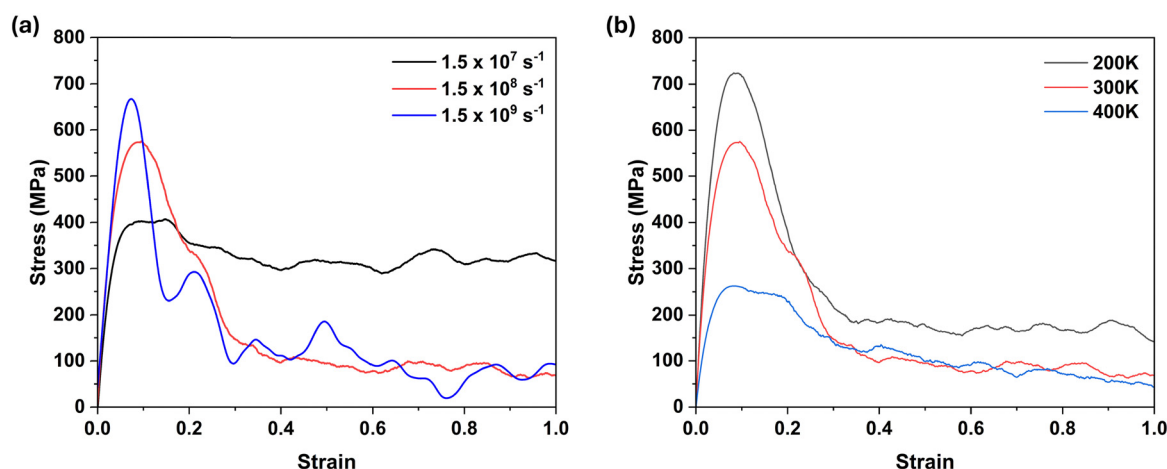 (a)
800
700
600
500
400
300
200
100
0
Stress (MPa)
1.5 x 10⁷ s⁻¹
1.5 x 10⁸ s⁻¹
1.5 x 10⁹ s⁻¹
0.0 0.2 0.4 0.6 0.8 1.0
Strain
(b)
800
700
600
500
400
300
200
100
0
Stress (MPa)
200K
300K
400K
0.0 0.2 0.4 0.6 0.8 1.0
Strain